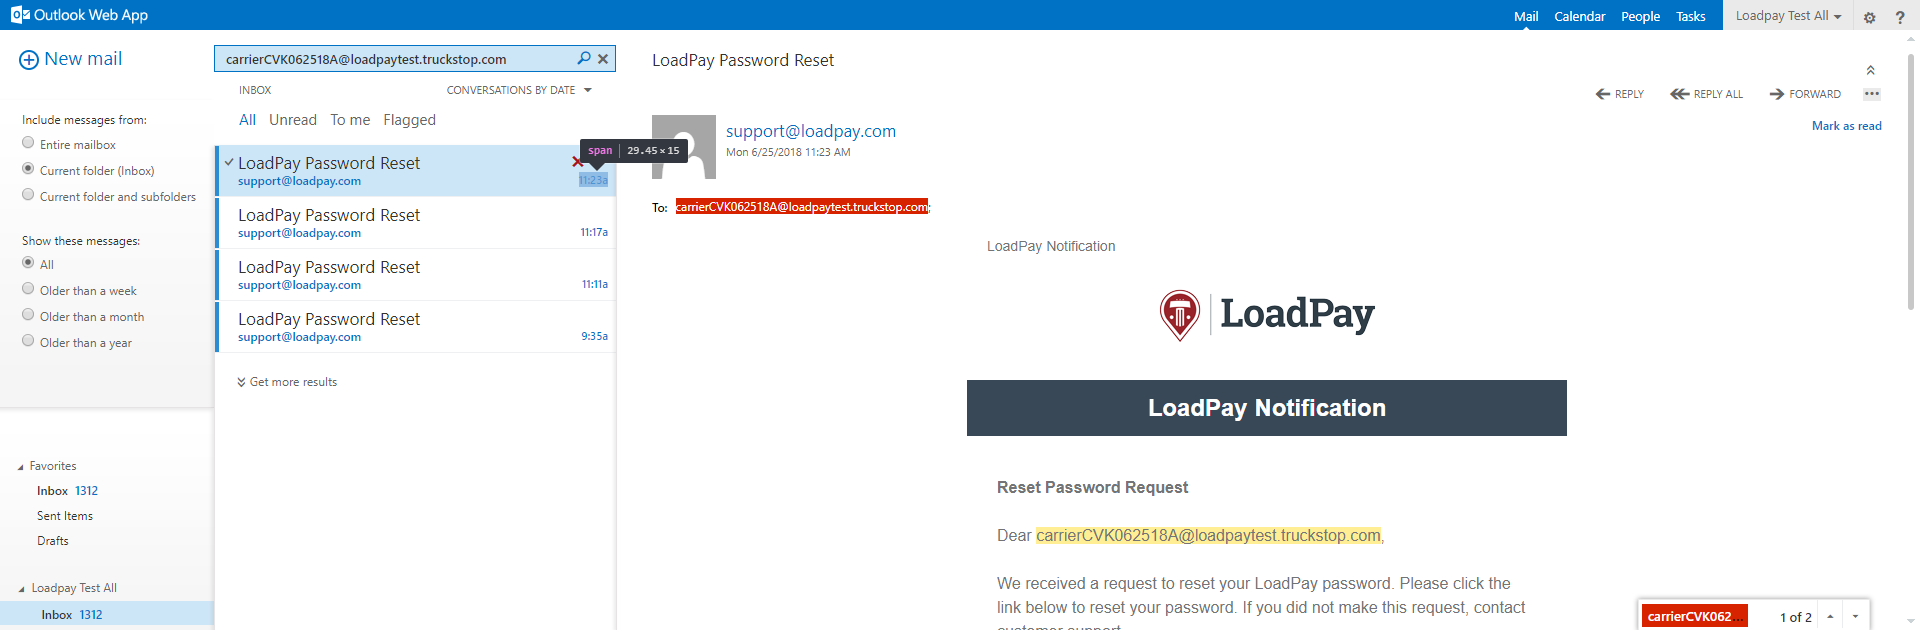 Outlook Web App
Mail Calendar People Tasks Loadpay Test All ?
New mail
Include messages from:
Entire mailbox
Current folder (Inbox)
Current folder and subfolders
Show these messages:
All
Older than a week
Older than a month
Older than a year
Favorites
Inbox 1312
Sent Items
Drafts
Loadpay Test All
Inbox 1312
carrierCVK062518A@loadpaytest.truckstop.com
INBOX CONVERSATIONS BY DATE
All Unread To me Flagged
span 29.45 × 15
LoadPay Password Reset
support@loadpay.com 11:23a
LoadPay Password Reset
support@loadpay.com 11:17a
LoadPay Password Reset
support@loadpay.com 11:11a
LoadPay Password Reset
support@loadpay.com 9:35a
Get more results
LoadPay Password Reset
REPLY REPLY ALL FORWARD •••
Mark as read
support@loadpay.com
Mon 6/25/2018 11:23 AM
To: carrierCVK062518A@loadpaytest.truckstop.com;
LoadPay Notification
LoadPay
LoadPay Notification
Reset Password Request
Dear carrierCVK062518A@loadpaytest.truckstop.com,
We received a request to reset your LoadPay password. Please click the
link below to reset your password. If you did not make this request, contact
customer support
carrierCVK062... 1 of 2